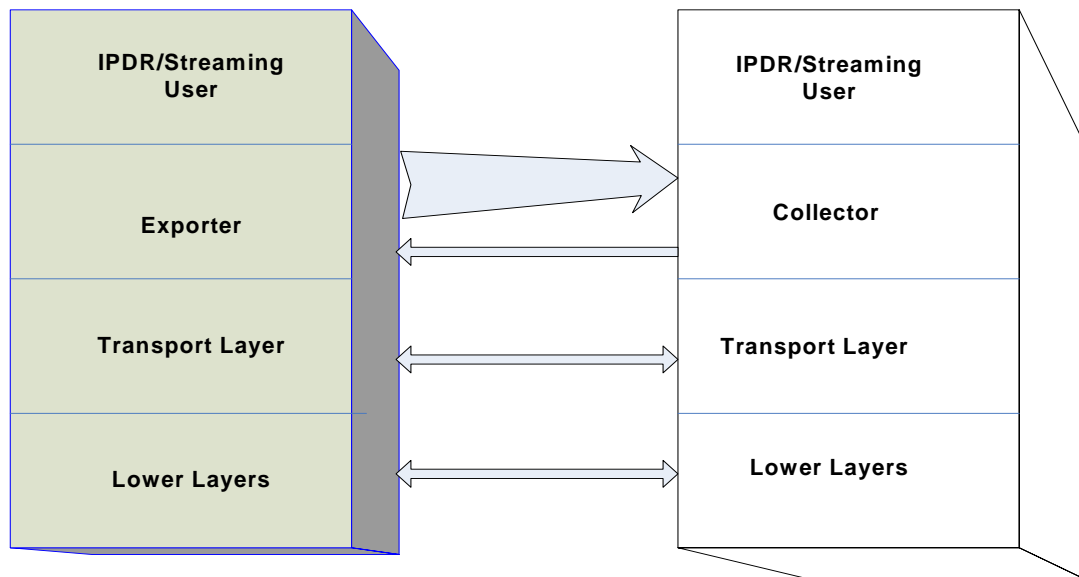 IPDR/Streaming
User
Exporter
Transport Layer
Lower Layers
IPDR/Streaming
User
Collector
Transport Layer
Lower Layers